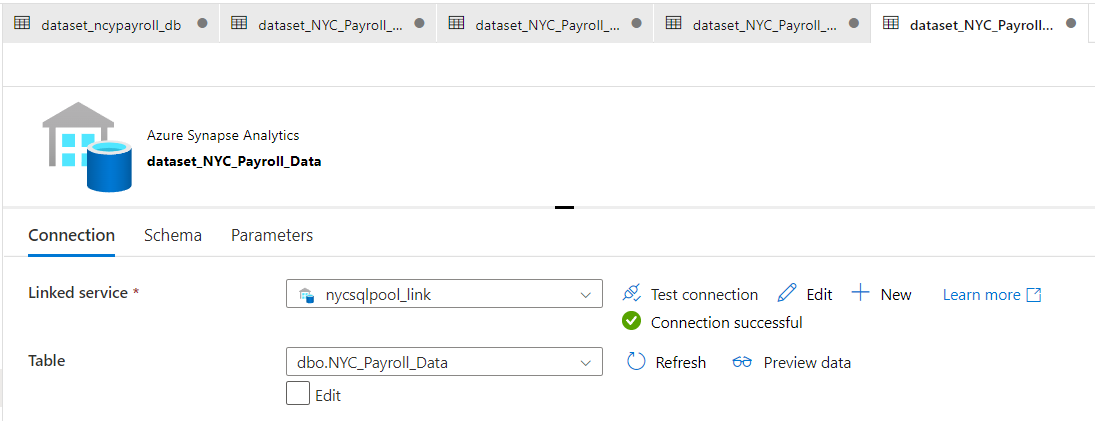 dataset_ncypayroll_db dataset_NYC_Payroll_... dataset_NYC_Payroll_... dataset_NYC_Payroll_... dataset_NYC_Payroll...
Azure Synapse Analytics
dataset_NYC_Payroll_Data
Connection Schema Parameters
Linked service * nycsqlpool_link Test connection Edit New Learn more
Connection successful
Table dbo.NYC_Payroll_Data Refresh Preview data
Edit